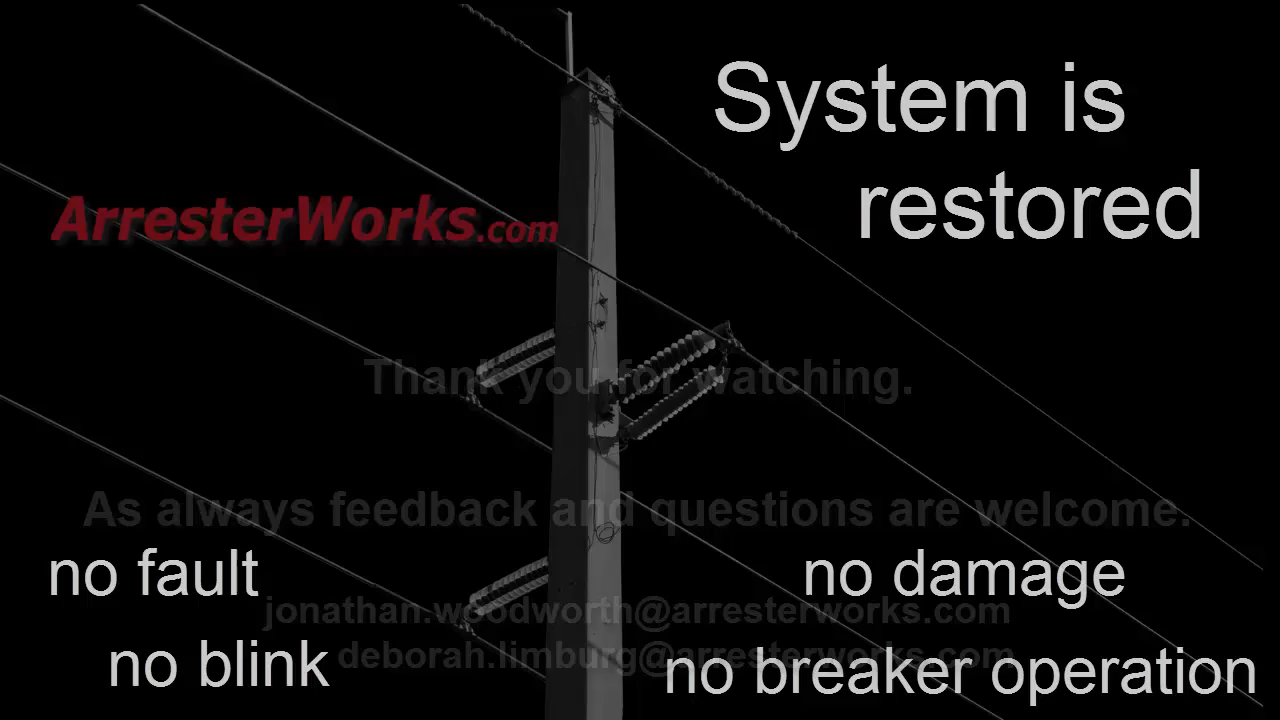 System is
restored
ArresterWorks.com
Thank you for watching.
As always feedback and questions are welcome.
no fault
no damage
jonathan.woodworth@arresterworks.com
no blink
deborah.limburg@arresterworks.com
no breaker operation